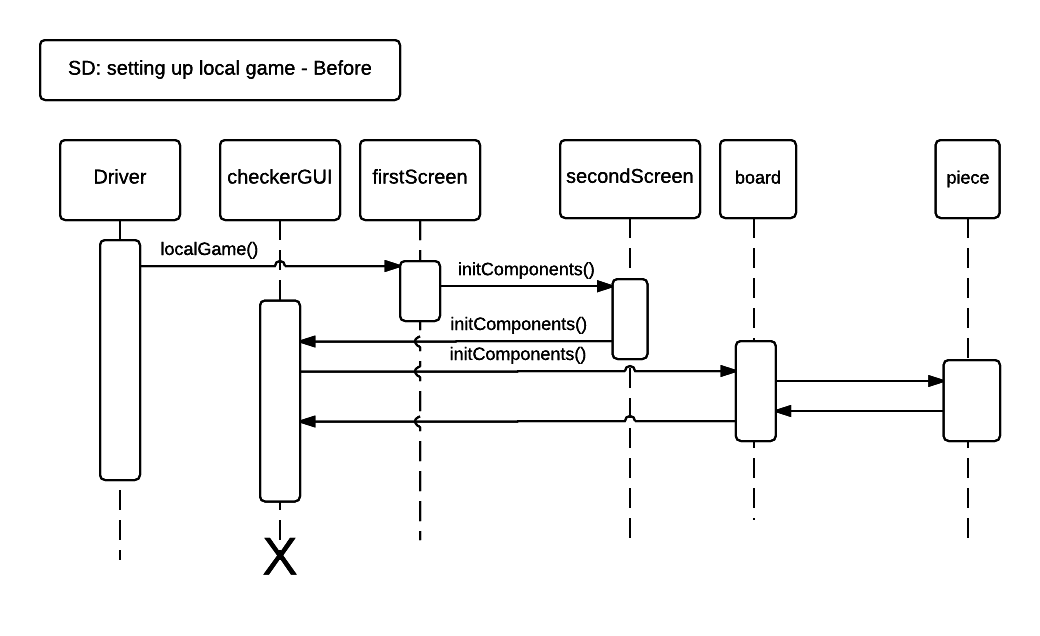 SD: setting up local game - Before
Driver
checkerGUI
firstScreen
secondScreen
board
piece
localGame()
initComponents()
initComponents()
initComponents()
X